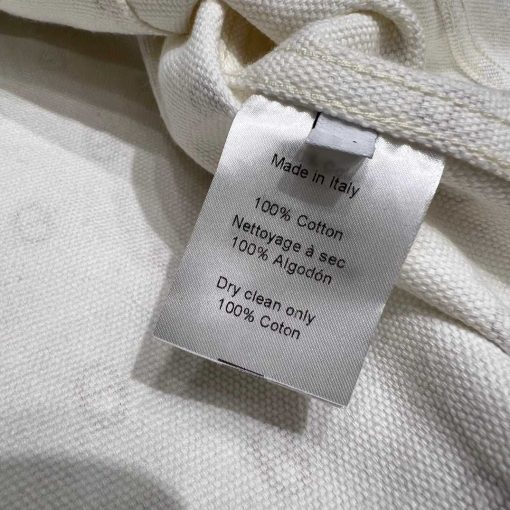 Made in Italy
100% Cotton
Nettoyage à sec
100% Algodón
Dry clean only
100% Coton